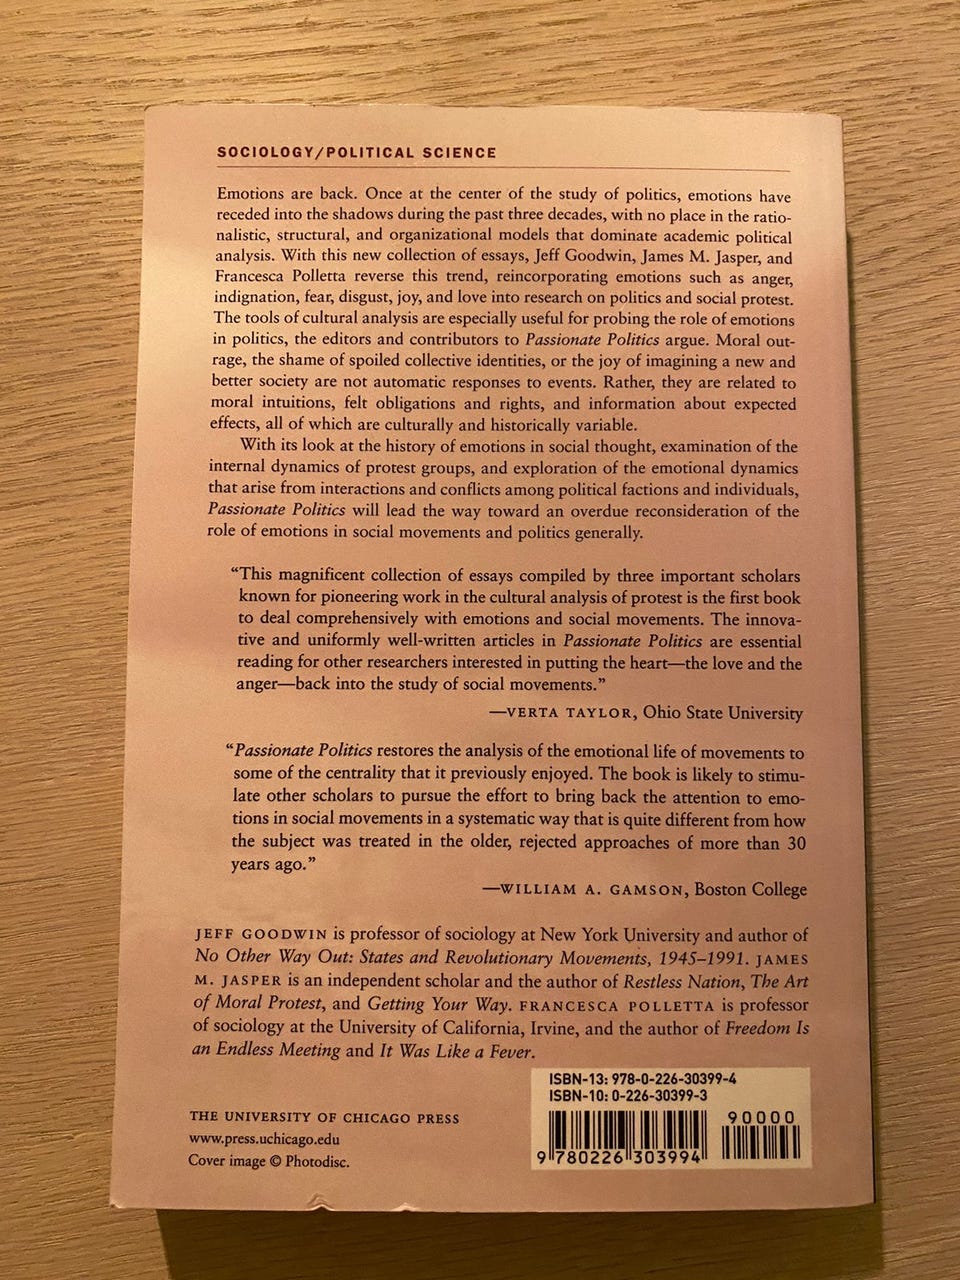 SOCIOLOGY/POLITICAL SCIENCE
Emotions are back. Once at the center of the study of politics, emotions have
receded into the shadows during the past three decades, with no place in the ratio-
nalistic, structural, and organizational models that dominate academic political
analysis. With this new collection of essays, Jeff Goodwin, James M. Jasper, and
Francesca Polletta reverse this trend, reincorporating emotions such as anger,
indignation, fear, disgust, joy, and love into research on politics and social protest.
The tools of cultural analysis are especially useful for probing the role of emotions
in politics, the editors and contributors to Passionate Politics argue. Moral out-
rage, the shame of spoiled collective identities, or the joy of imagining a new and
better society are not automatic responses to events. Rather, they are related to
moral intuitions, felt obligations and rights, and information about expected
effects, all of which are culturally and historically variable.
With its look at the history of emotions in social thought, examination of the
internal dynamics of protest groups, and exploration of the emotional dynamics
that arise from interactions and conflicts among political factions and individuals,
Passionate Politics will lead the way toward an overdue reconsideration of the
role of emotions in social movements and politics generally.
“This magnificent collection of essays compiled by three important scholars
known for pioneering work in the cultural analysis of protest is the first book
to deal comprehensively with emotions and social movements. The innova-
tive and uniformly well-written articles in Passionate Politics are essential
reading for other researchers interested in putting the heart—the love and the
anger—back into the study of social movements.”
—VERTA TAYLOR, Ohio State University
“Passionate Politics restores the analysis of the emotional life of movements to
some of the centrality that it previously enjoyed. The book is likely to stimu-
late other scholars to pursue the effort to bring back the attention to emo-
tions in social movements in a systematic way that is quite different from how
the subject was treated in the older, rejected approaches of more than 30
years ago.”
—WILLIAM A. GAMSON, Boston College
JEFF GOODWIN is professor of sociology at New York University and author of
No Other Way Out: States and Revolutionary Movements, 1945–1991. JAMES
M. JASPER is an independent scholar and the author of Restless Nation, The Art
of Moral Protest, and Getting Your Way. FRANCESCA POLLETTA is professor
of sociology at the University of California, Irvine, and the author of Freedom Is
an Endless Meeting and It Was Like a Fever.
THE UNIVERSITY OF CHICAGO PRESS
www.press.uchicago.edu
Cover image © Photodisc.
ISBN-13: 978-0-226-30399-4
ISBN-10: 0-226-30399-3
90000
9 780226 303994